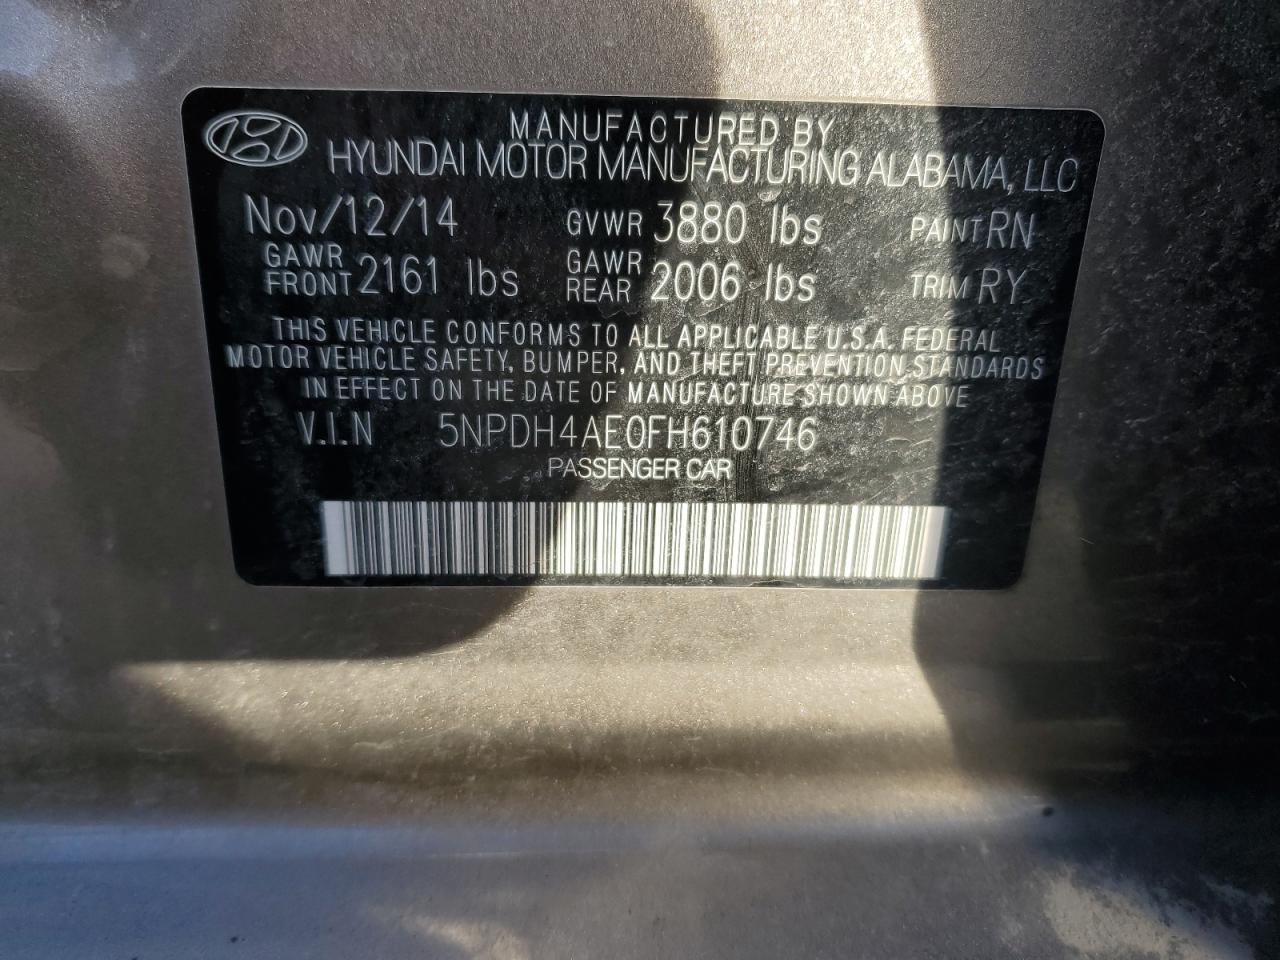 MANUFACTURED BY
HYUNDAI MOTOR MANUFACTURING ALABAMA, LLC
Nov/12/14 GVWR 3880 lbs PAINT RN
GAWR FRONT 2161 lbs GAWR REAR 2006 lbs TRIM RY
THIS VEHICLE CONFORMS TO ALL APPLICABLE U.S.A. FEDERAL
MOTOR VEHICLE SAFETY, BUMPER, AND THEFT PREVENTION STANDARDS
IN EFFECT ON THE DATE OF MANUFACTURE SHOWN ABOVE
V.I.N 5NPDH4AE0FH610746
PASSENGER CAR